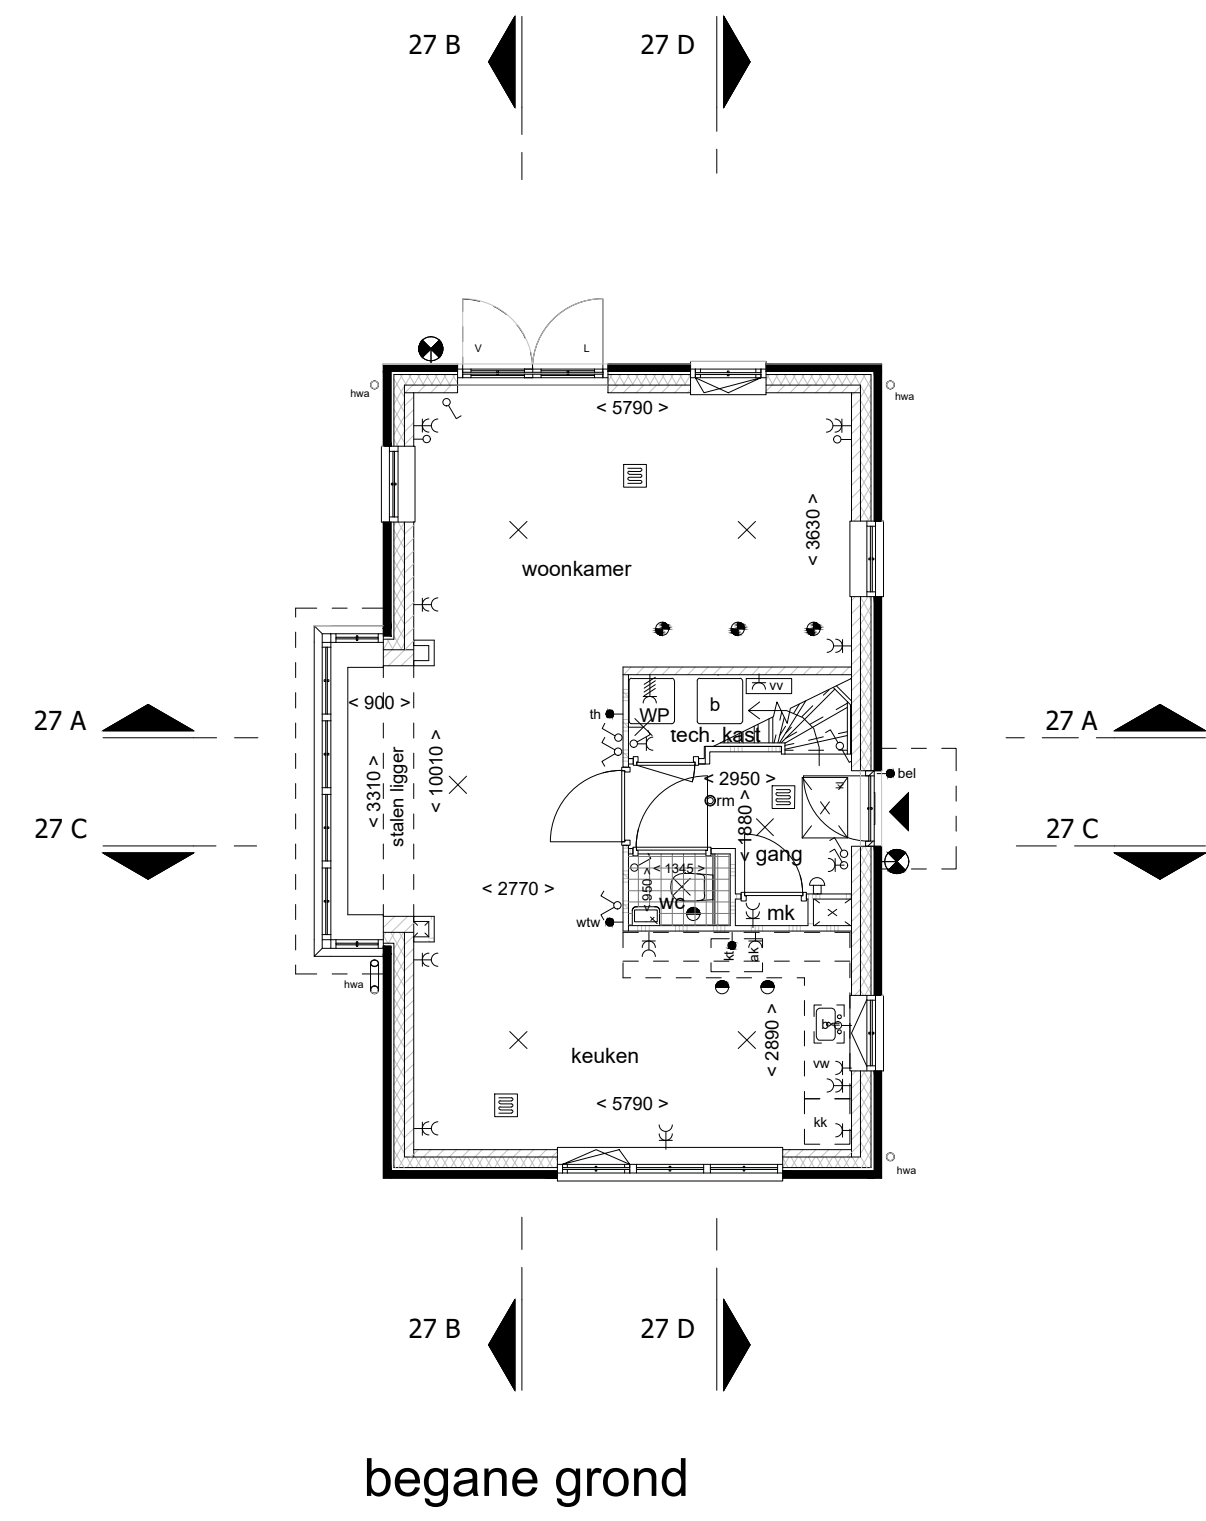 27 B
27 D
V
L
hwa
hwa
< 5790 >
< 3630 >
woonkamer
th
WP
b
vv
tech. kast
27 A
< 900 >
27 A
< 3310 >
stalen ligger
< 10010 >
< 2950 >
bel
rm
< 1880 >
27 C
27 C
gang
< 2770 >
< 1345 >
< 950 >
wc
mk
wtw
kt
ak
hwa
b
< 2890 >
keuken
vw
< 5790 >
kk
hwa
27 B
27 D
begane grond